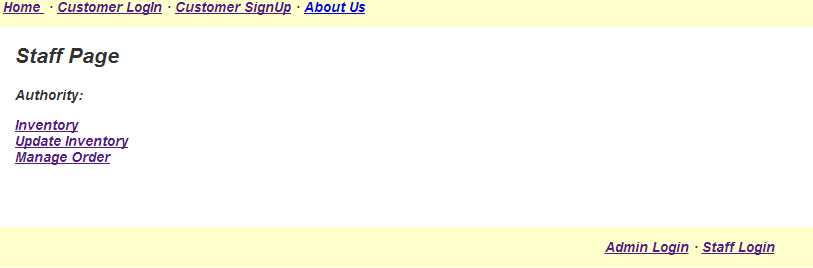 Home · Customer LogIn · Customer SignUp · About Us
Staff Page
Authority:
Inventory
Update Inventory
Manage Order
Admin Login · Staff Login